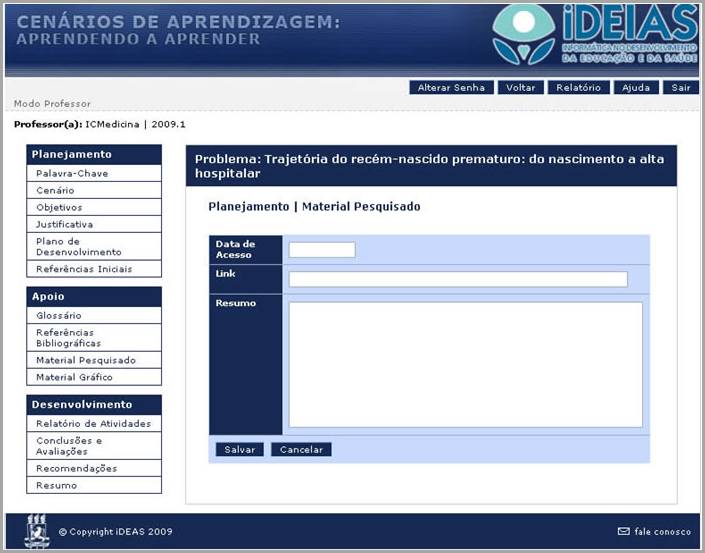 CENÁRIOS DE APRENDIZAGEM:
APRENDENDO A APRENDER
iDEIAS
INFORMÁTICA NO DESENVOLVIMENTO
DA EDUCAÇÃO E DA SAÚDE
Alterar Senha
Voltar
Relatório
Ajuda
Sair
Modo Professor
Professor(a): ICMedicina | 2009.1
Planejamento
Palavra-Chave
Cenário
Objetivos
Justificativa
Plano de
Desenvolvimento
Referências Iniciais
Apoio
Glossário
Referências
Bibliográficas
Material Pesquisado
Material Gráfico
Desenvolvimento
Relatório de Atividades
Conclusões e
Avaliações
Recomendações
Resumo
Problema: Trajetória do recém-nascido prematuro: do nascimento a alta
hospitalar
Planejamento | Material Pesquisado
Data de
Acesso
Link
Resumo
Salvar
Cancelar
© Copyright iDEAS 2009
fale conosco